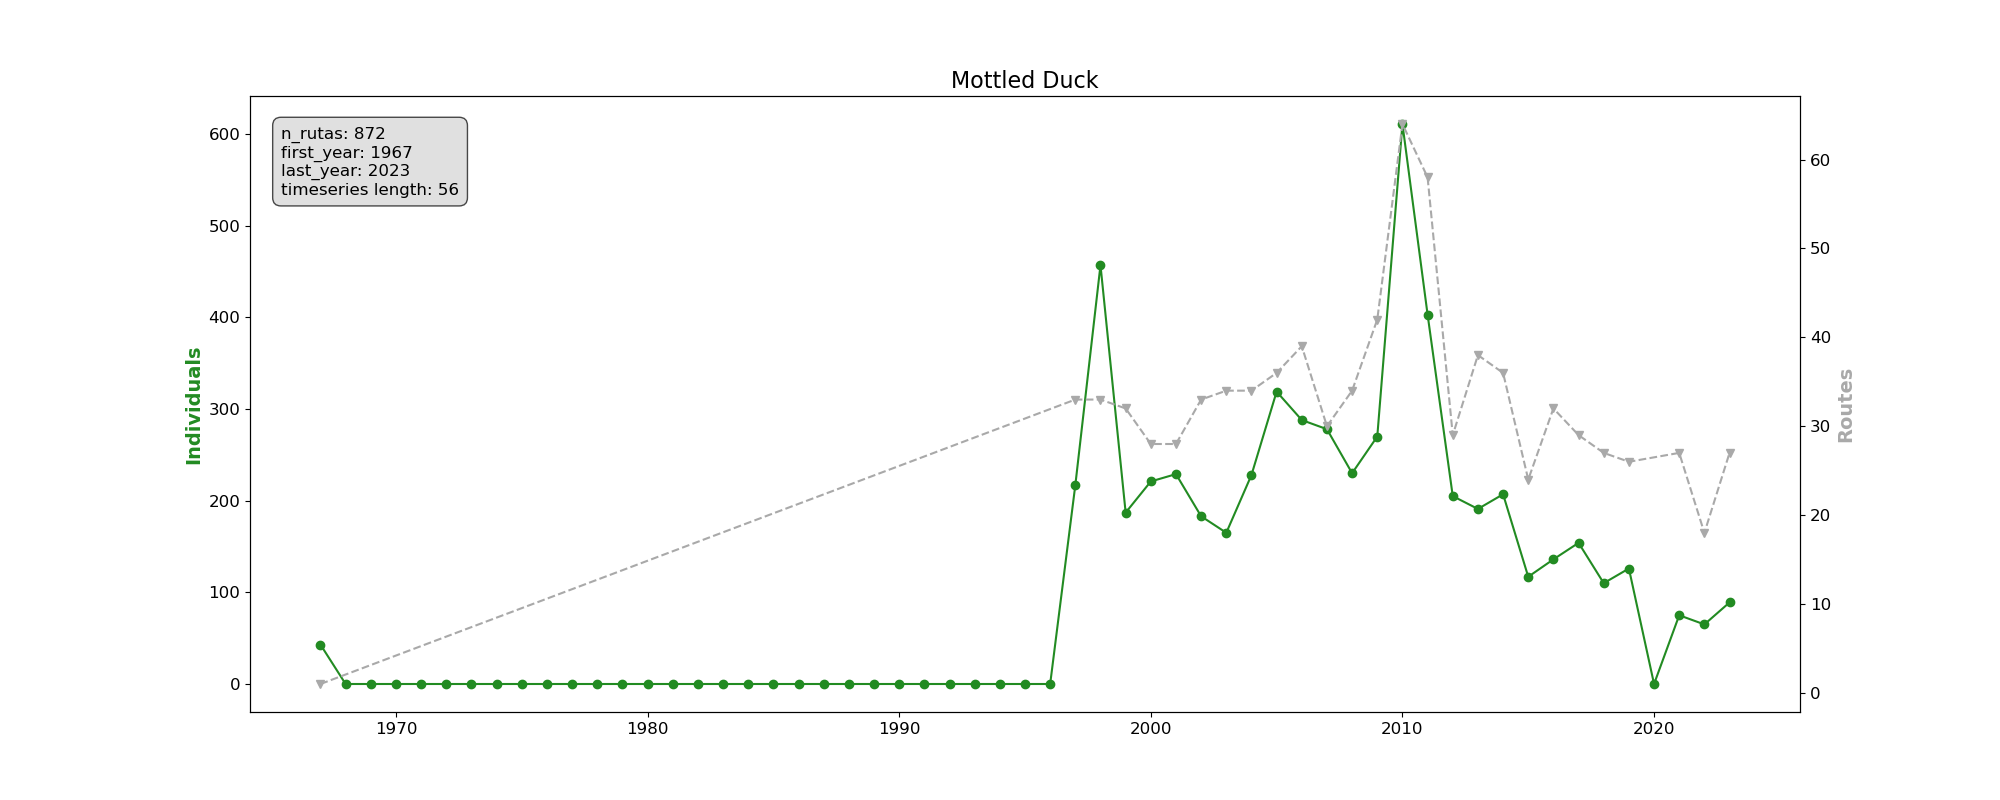 Mottled Duck
n_rutas: 872
first_year: 1967
last_year: 2023
timeseries length: 56
600
500
400
300
200
100
0
Individuals
60
50
40
30
20
10
0
Routes
1970
1980
1990
2000
2010
2020